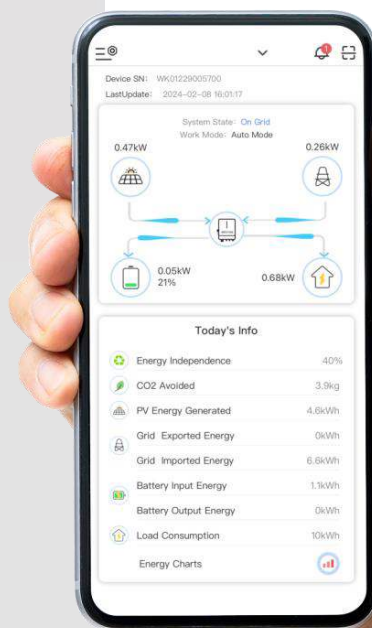 1
Device SN: WK01229005700
LastUpdate: 2024-02-08 16:01:17
System State: On Grid
Work Mode: Auto Mode
0.47kW
0.26kW
0.05kW
21%
0.68kW
Today's Info
Energy Independence 40%
CO2 Avoided 3.9kg
PV Energy Generated 4.6kWh
Grid Exported Energy 0kWh
Grid Imported Energy 6.6kWh
Battery Input Energy 1.1kWh
Battery Output Energy 0kWh
Load Consumption 10kWh
Energy Charts